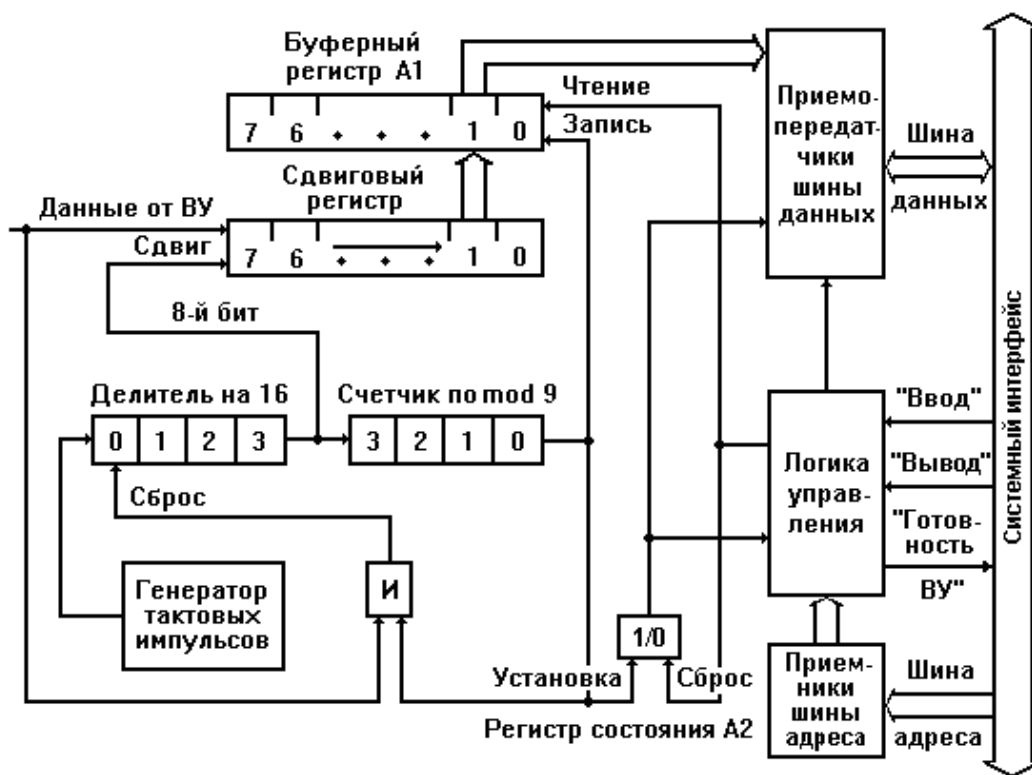 Буферный
регистр А1
7 6 • • • 1 0
Чтение
Запись
Сдвиговый
регистр
Данные от ВУ
Сдвиг
7 6 • • • 1 0
8-й бит
Делитель на 16
0 1 2 3
Счетчик по mod 9
3 2 1 0
Сброс
Генератор
тактовых
импульсов
И
1/0
Установка
Сброс
Регистр состояния А2
Приемо-
передат-
чики
шины
данных
Шина
данных
Логика
управ-
ления
"Ввод"
"Вывод"
"Готов-
ность
ВУ"
Прием-
ники
шины
адреса
Шина
адреса
Системный интерфейс